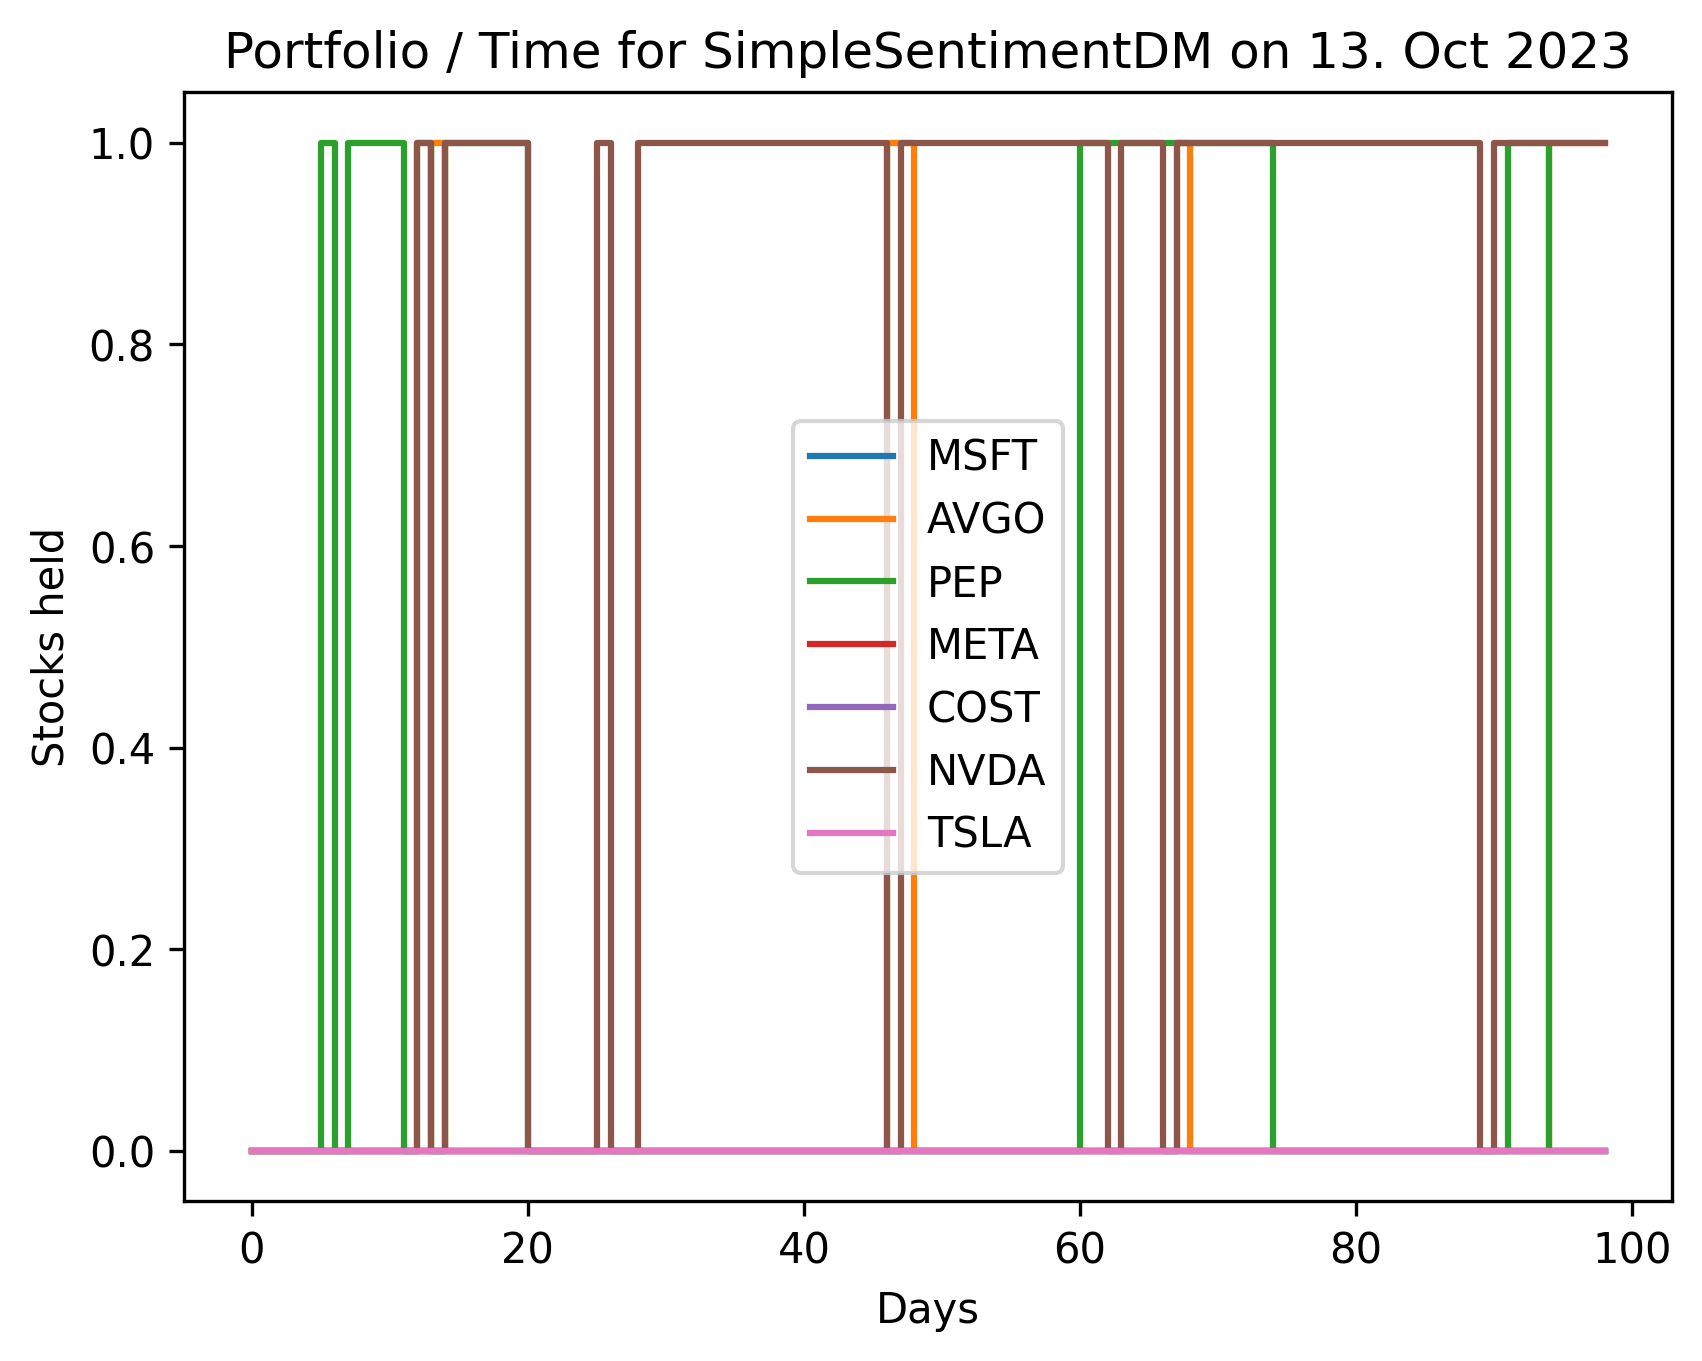 Portfolio / Time for SimpleSentimentDM on 13. Oct 2023
1.0
0.8
0.6
0.4
0.2
0.0
Stocks held
MSFT
AVGO
PEP
META
COST
NVDA
TSLA
0 20 40 60 80 100
Days